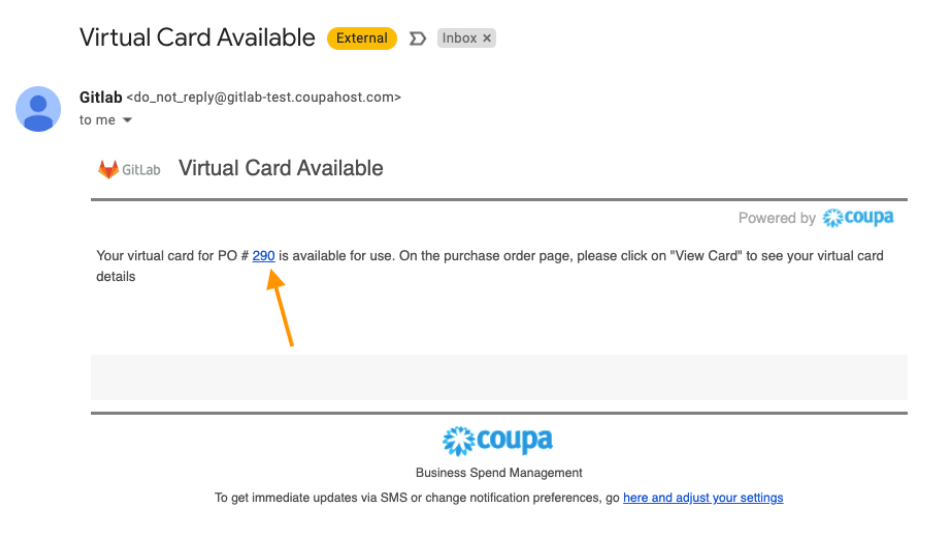 Virtual Card Available External Inbox ×
Gitlab <do_not_reply@gitlab-test.coupahost.com>
to me
GitLab Virtual Card Available
Powered by coupa
Your virtual card for PO # 290 is available for use. On the purchase order page, please click on "View Card" to see your virtual card
details
coupa
Business Spend Management
To get immediate updates via SMS or change notification preferences, go here and adjust your settings